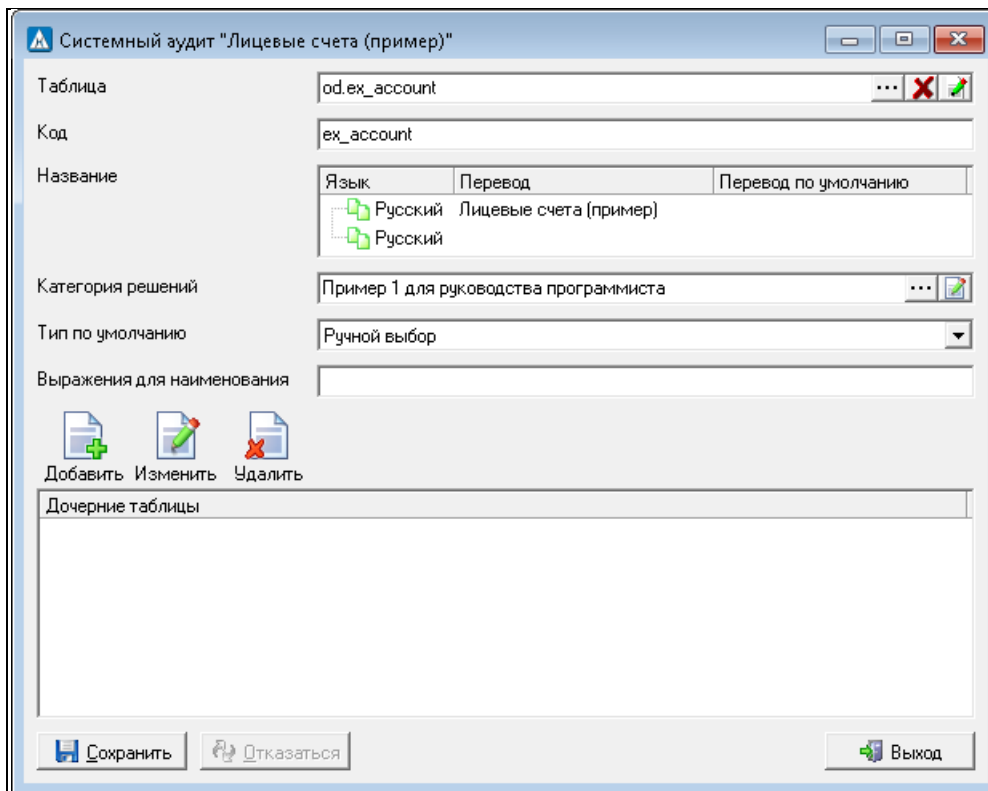 Системный аудит "Лицевые счета (пример)"
Таблица od.ex_account ...
Код ex_account
Название Язык Перевод Перевод по умолчанию
Русский Лицевые счета (пример)
Русский
Категория решений Пример 1 для руководства программиста ...
Тип по умолчанию Ручной выбор
Выражения для наименования
Добавить Изменить Удалить
Дочерние таблицы
Сохранить Отказаться Выход